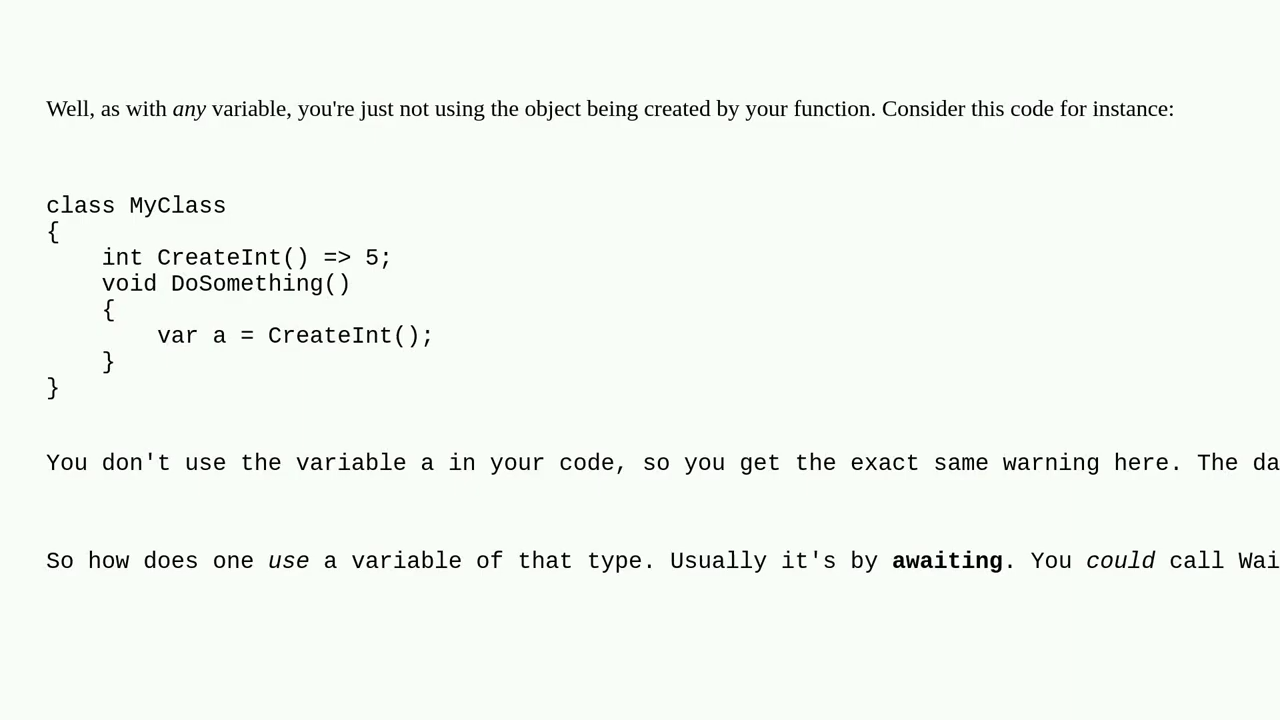 Well, as with any variable, you're just not using the object being created by your function. Consider this code for instance:
class MyClass
{
    int CreateInt() => 5;
    void DoSomething()
    {
        var a = CreateInt();
    }
}
You don't use the variable a in your code, so you get the exact same warning here. The da
So how does one use a variable of that type. Usually it's by awaiting. You could call Wai